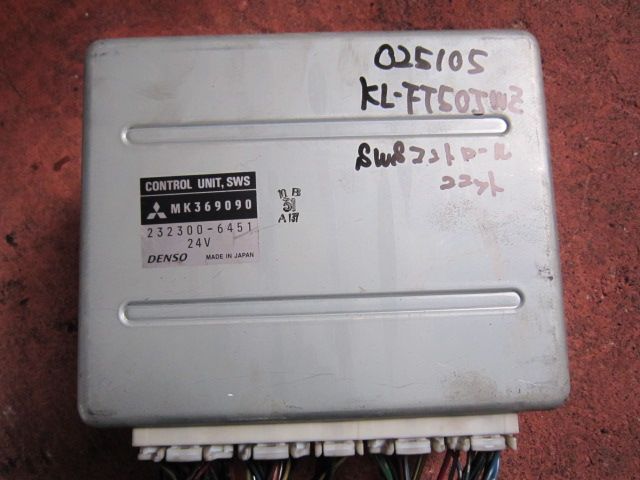 025105
KL-FT50JWZ
SWSコントロール
ユニット
CONTROL UNIT, SWS
MK369090
232300-6451
24V
DENSO MADE IN JAPAN